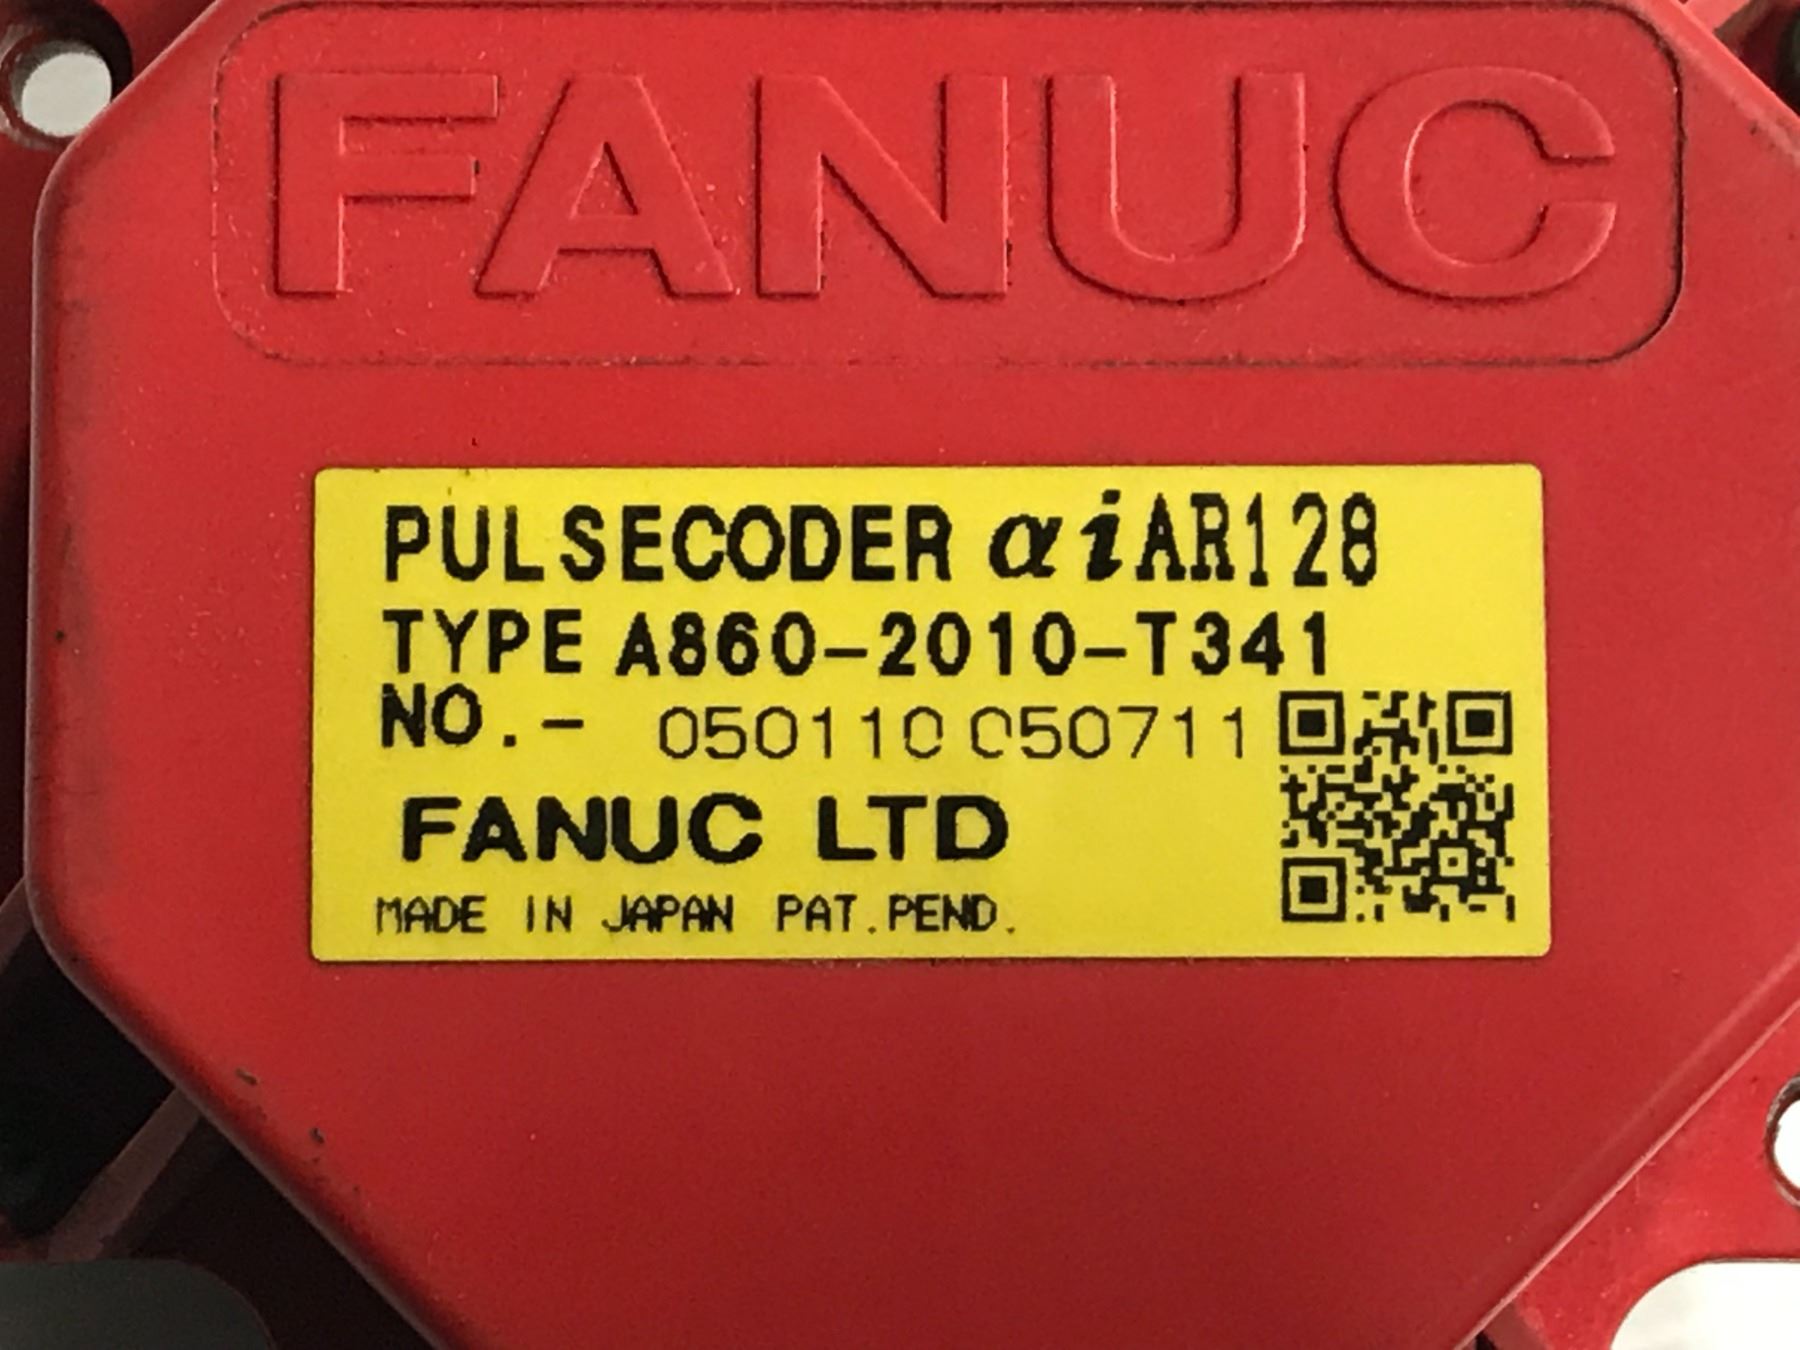 FANUC
PULSECODER αiAR128
TYPE A860-2010-T341
NO.- 050110 050711
FANUC LTD
MADE IN JAPAN PAT.PEND.